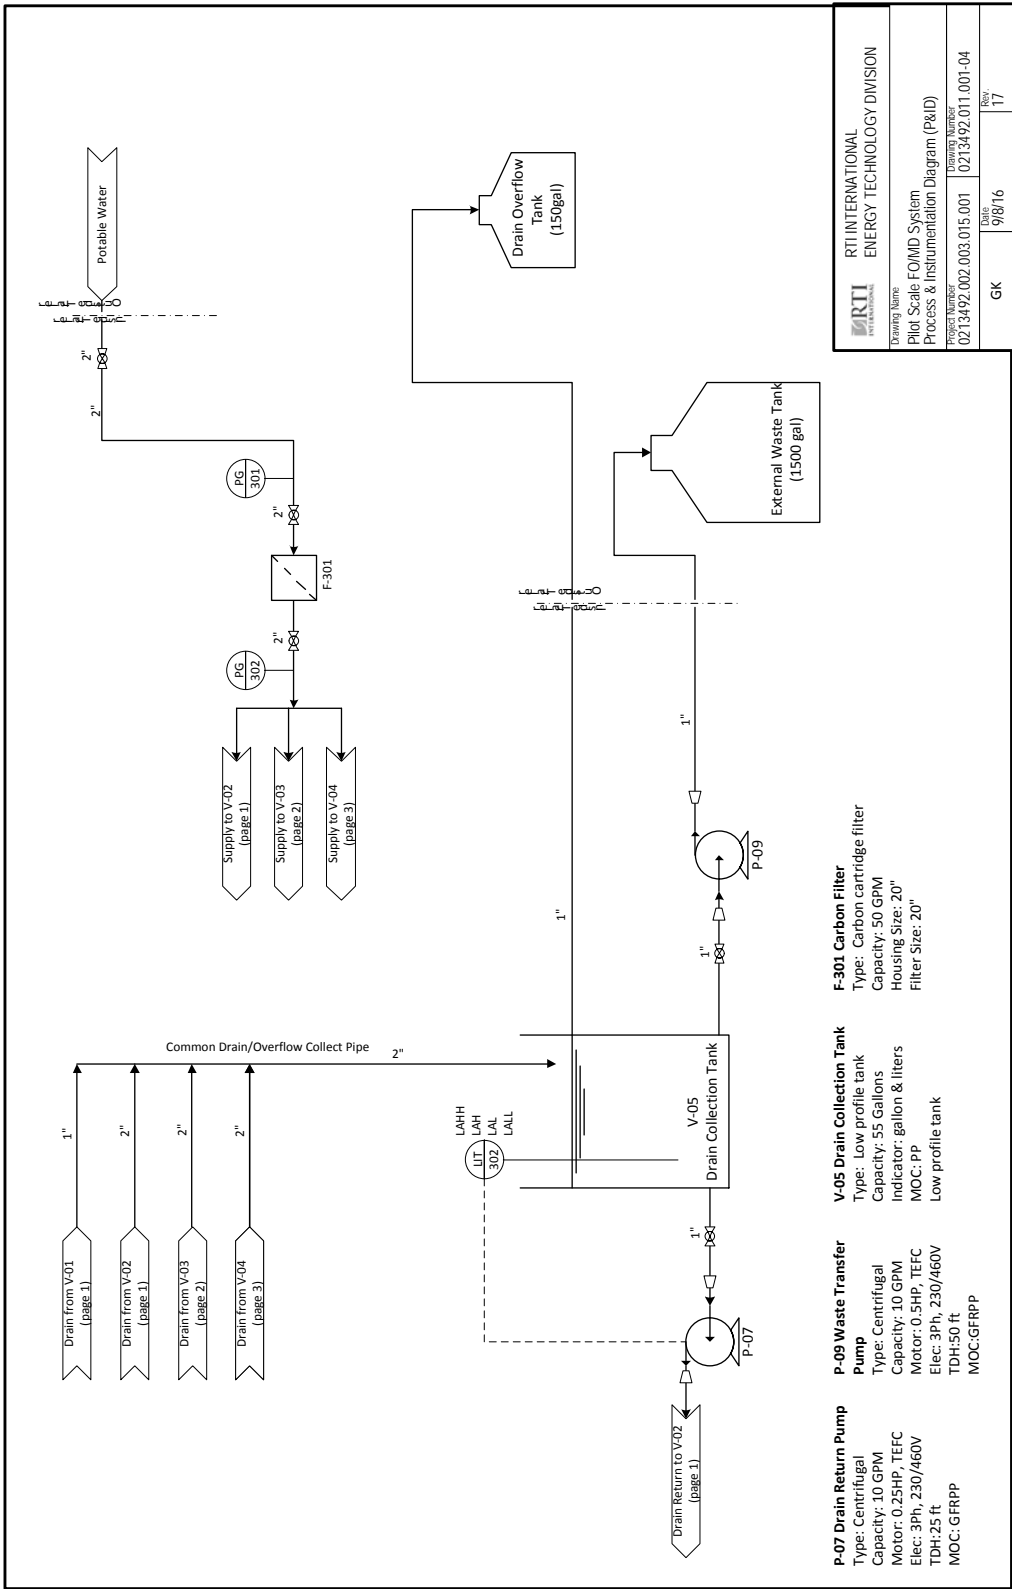 Drain from V-01
(page 1)
1"
Drain from V-02
(page 1)
2"
Drain from V-03
(page 2)
2"
Drain from V-04
(page 3)
2"
Common Drain/Overflow Collect Pipe
2"
Supply to V-02
(page 1)
Supply to V-03
(page 2)
Supply to V-04
(page 3)
PG
302
2"
F-301
2"
PG
301
2"
2"
Potable Water
LAHH
LAH
LAL
LALL
LIT
302
V-05
Drain Collection Tank
1"
Drain Overflow
Tank
(150gal)
Drain Return to V-02
(page 1)
P-07
1"
1"
P-09
1"
External Waste Tank
(1500 gal)
P-07 Drain Return Pump
Type: Centrifugal
Capacity: 10 GPM
Motor: 0.25HP, TEFC
Elec: 3Ph, 230/460V
TDH:25 ft
MOC: GFRPP
P-09 Waste Transfer
Pump
Type: Centrifugal
Capacity: 10 GPM
Motor: 0.5HP, TEFC
Elec: 3Ph, 230/460V
TDH:50 ft
MOC:GFRPP
V-05 Drain Collection Tank
Type: Low profile tank
Capacity: 55 Gallons
Indicator: gallon & liters
MOC: PP
Low profile tank
F-301 Carbon Filter
Type: Carbon cartridge filter
Capacity: 50 GPM
Housing Size: 20"
Filter Size: 20"
RTI
INTERNATIONAL
RTI INTERNATIONAL
ENERGY TECHNOLOGY DIVISION
Drawing Name
Pilot Scale FO/MD System
Process & Instrumentation Diagram (P&ID)
Project Number
0213492.002.003.015.001
Drawing Number
0213492.011.001-04
GK
Date
9/8/16
Rev.
17